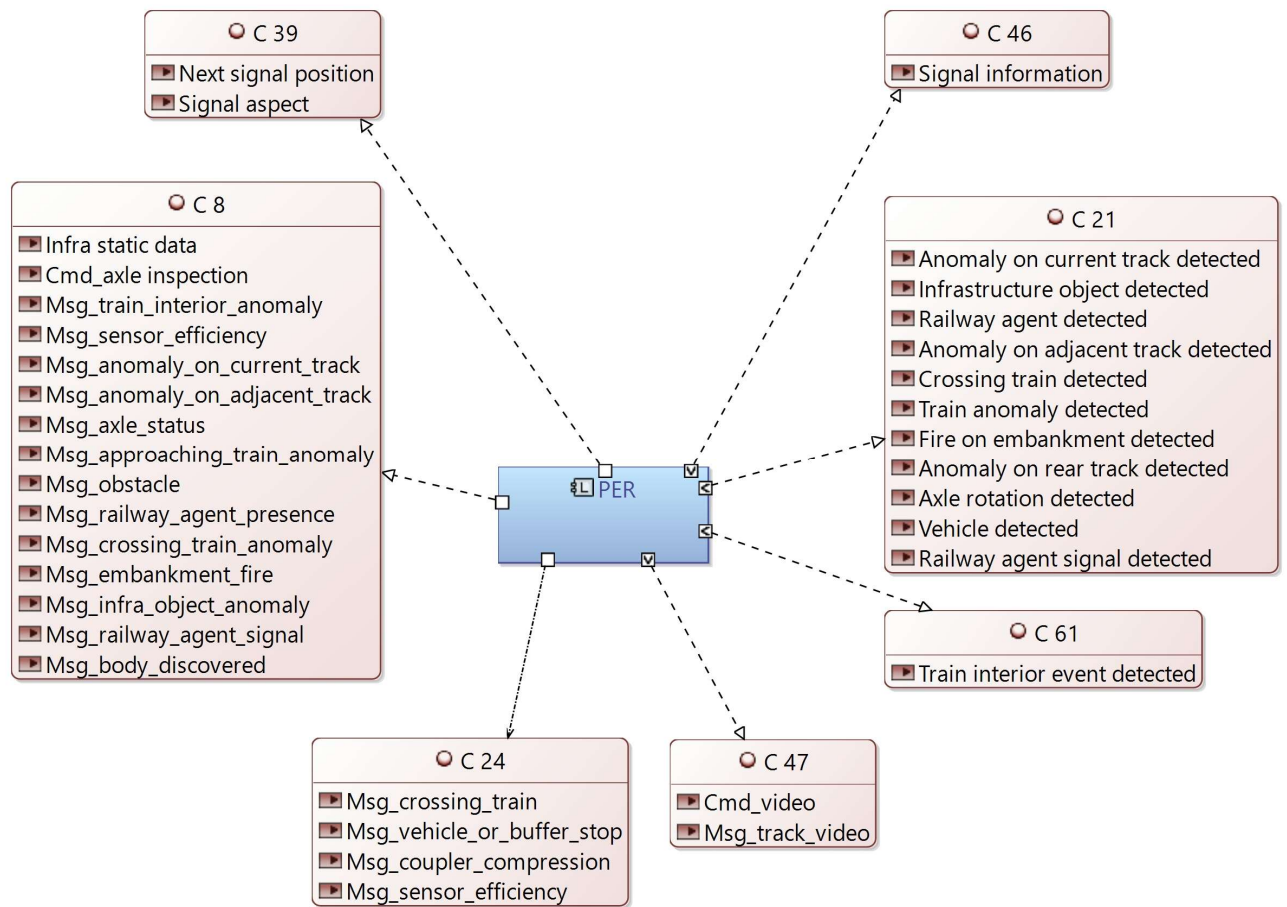 C 39
Next signal position
Signal aspect
C 46
Signal information
C 8
Infra static data
Cmd_axle inspection
Msg_train_interior_anomaly
Msg_sensor_efficiency
Msg_anomaly_on_current_track
Msg_anomaly_on_adjacent_track
Msg_axle_status
Msg_approaching_train_anomaly
Msg_obstacle
Msg_railway_agent_presence
Msg_crossing_train_anomaly
Msg_embankment_fire
Msg_infra_object_anomaly
Msg_railway_agent_signal
Msg_body_discovered
C 21
Anomaly on current track detected
Infrastructure object detected
Railway agent detected
Anomaly on adjacent track detected
Crossing train detected
Train anomaly detected
Fire on embankment detected
Anomaly on rear track detected
Axle rotation detected
Vehicle detected
Railway agent signal detected
L PER
C 61
Train interior event detected
C 24
Msg_crossing_train
Msg_vehicle_or_buffer_stop
Msg_coupler_compression
Msg_sensor_efficiency
C 47
Cmd_video
Msg_track_video